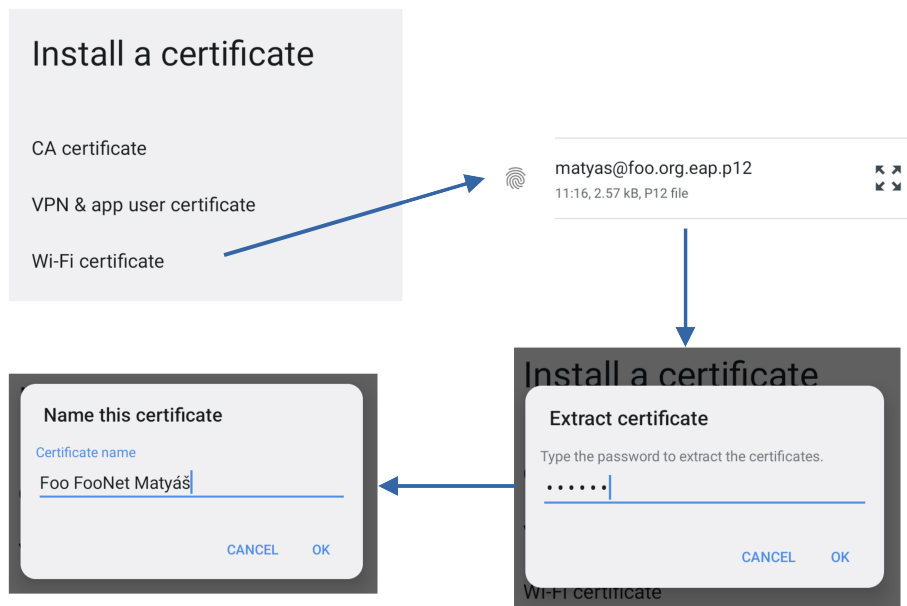 Install a certificate
CA certificate
VPN & app user certificate
Wi-Fi certificate
matyas@foo.org.eap.p12
11:16, 2.57 kB, P12 file
Install a certificate
Extract certificate
Type the password to extract the certificates.
••••••
CANCEL OK
Wi-Fi certificate
Name this certificate
Certificate name
Foo FooNet Matyáš
CANCEL OK